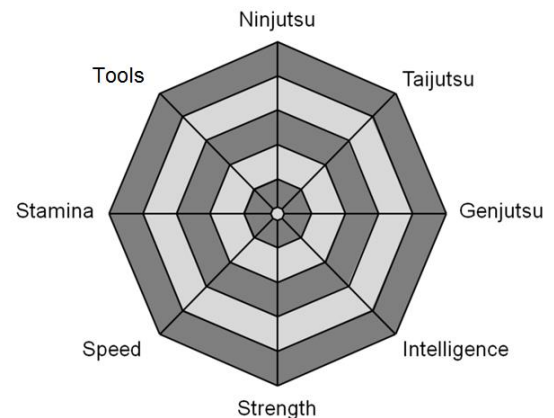 Ninjutsu
Tools
Taijutsu
Stamina
Genjutsu
Speed
Intelligence
Strength